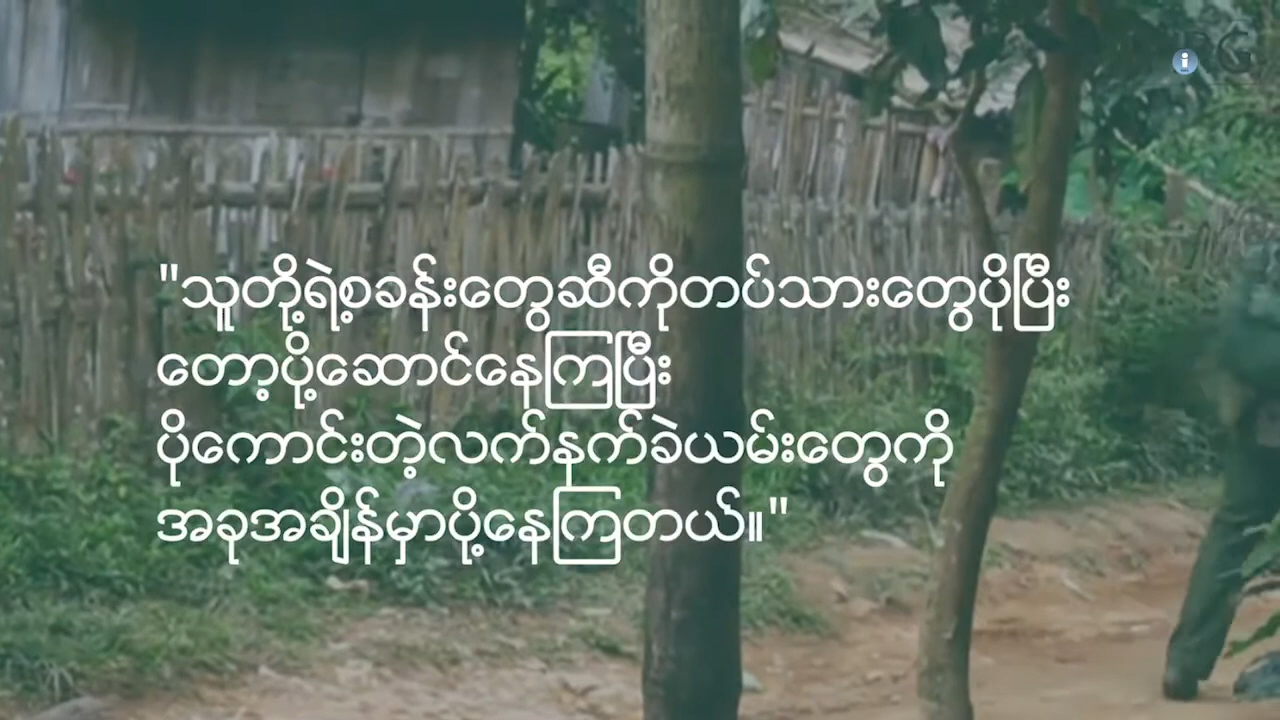 "သူတို့ရဲ့စခန်းတွေဆီကိုတပ်သားတွေပိုပြီး
တော့ပို့ဆောင်နေကြပြီး
ပိုကောင်းတဲ့လက်နက်ခဲယမ်းတွေကို
အခုအချိန်မှာပို့နေကြတယ်။"